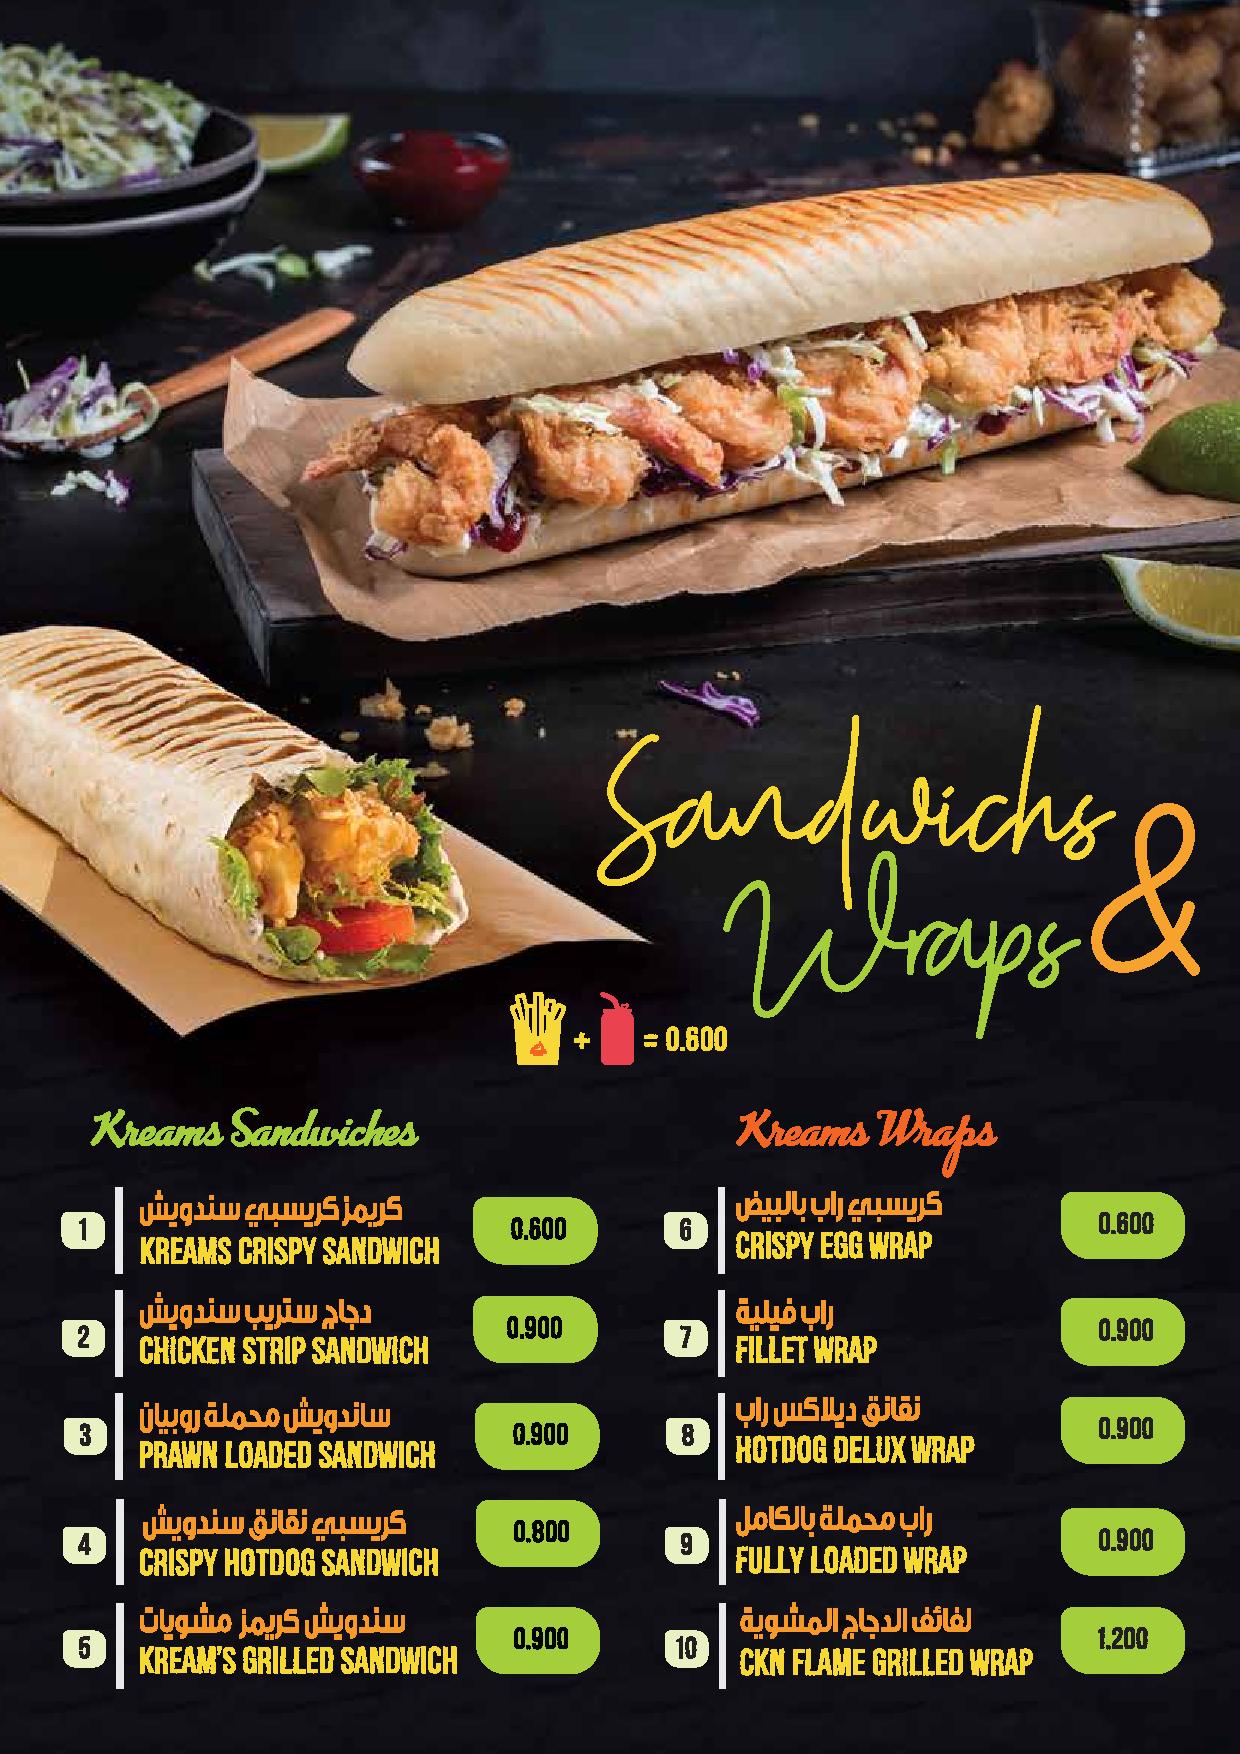 Sandwichs
&
Wraps
+ = 0.600
Kreams Sandwiches
1
كريمز كريسبي سندويش
KREAMS CRISPY SANDWICH
0.600
2
دجاج ستريب سندويش
CHICKEN STRIP SANDWICH
0.900
3
ساندويش محملة روبيان
PRAWN LOADED SANDWICH
0.900
4
كريسبي نقانق سندويش
CRISPY HOTDOG SANDWICH
0.800
5
سندويش كريمز مشويات
KREAM'S GRILLED SANDWICH
0.900
Kreams Wraps
6
كريسبي راب بالبيض
CRISPY EGG WRAP
0.600
7
راب فيلية
FILLET WRAP
0.900
8
نقانق ديلاكس راب
HOTDOG DELUX WRAP
0.900
9
راب محملة بالكامل
FULLY LOADED WRAP
0.900
10
لفائف الدجاج المشوية
CKN FLAME GRILLED WRAP
1.200